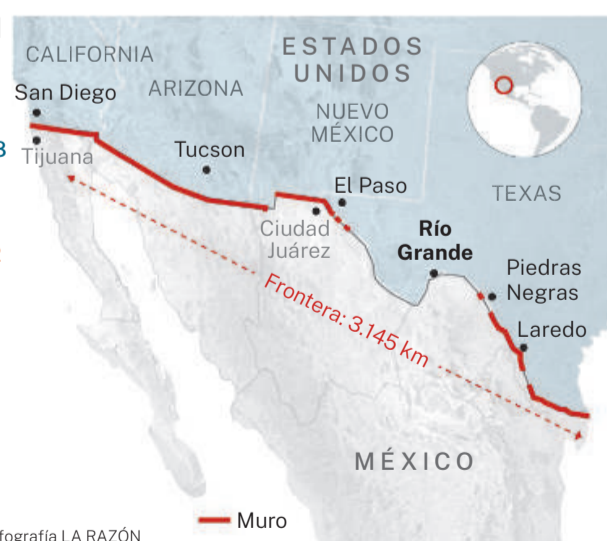 ESTADOS
UNIDOS
CALIFORNIA
ARIZONA
San Diego
NUEVO
MÉXICO
Tijuana
Tucson
El Paso
TEXAS
Ciudad
Juárez
Río
Grande
Piedras
Negras
Frontera: 3.145 km
Laredo
MÉXICO
Muro
LA RAZÓN